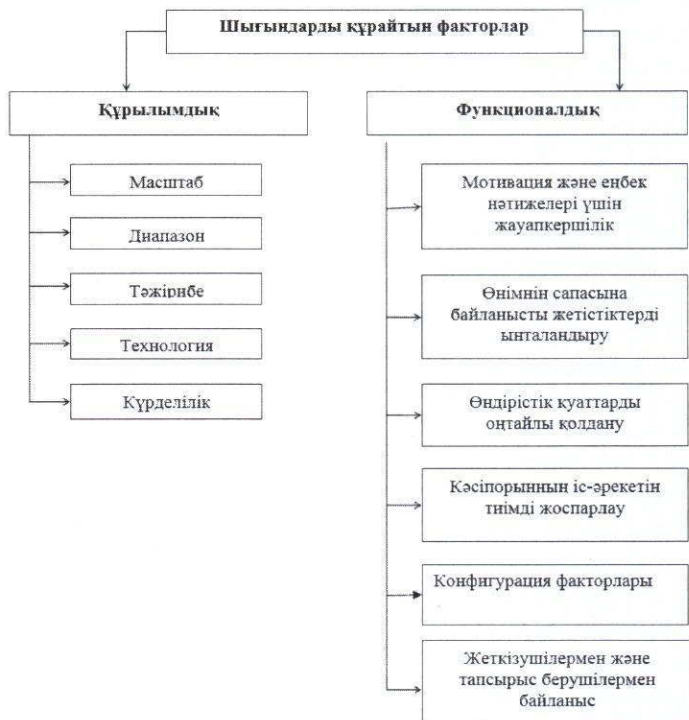 Шығындарды құрайтын факторлар
Құрылымдық
Масштаб
Диапазон
Тәжірибе
Технология
Күрделілік
Функционалдық
Мотивация және еңбек
нәтижелері үшін
жауапкершілік
Өнімнің сапасына
байланысты жетістіктерді
ынталандыру
Өндірістік қуаттарды
оңтайлы қолдану
Кәсіпорынның іс-әрекетін
тиімді жоспарлау
Конфигурация факторлары
Жеткізушілермен және
тапсырыс берушілермен
байланыс